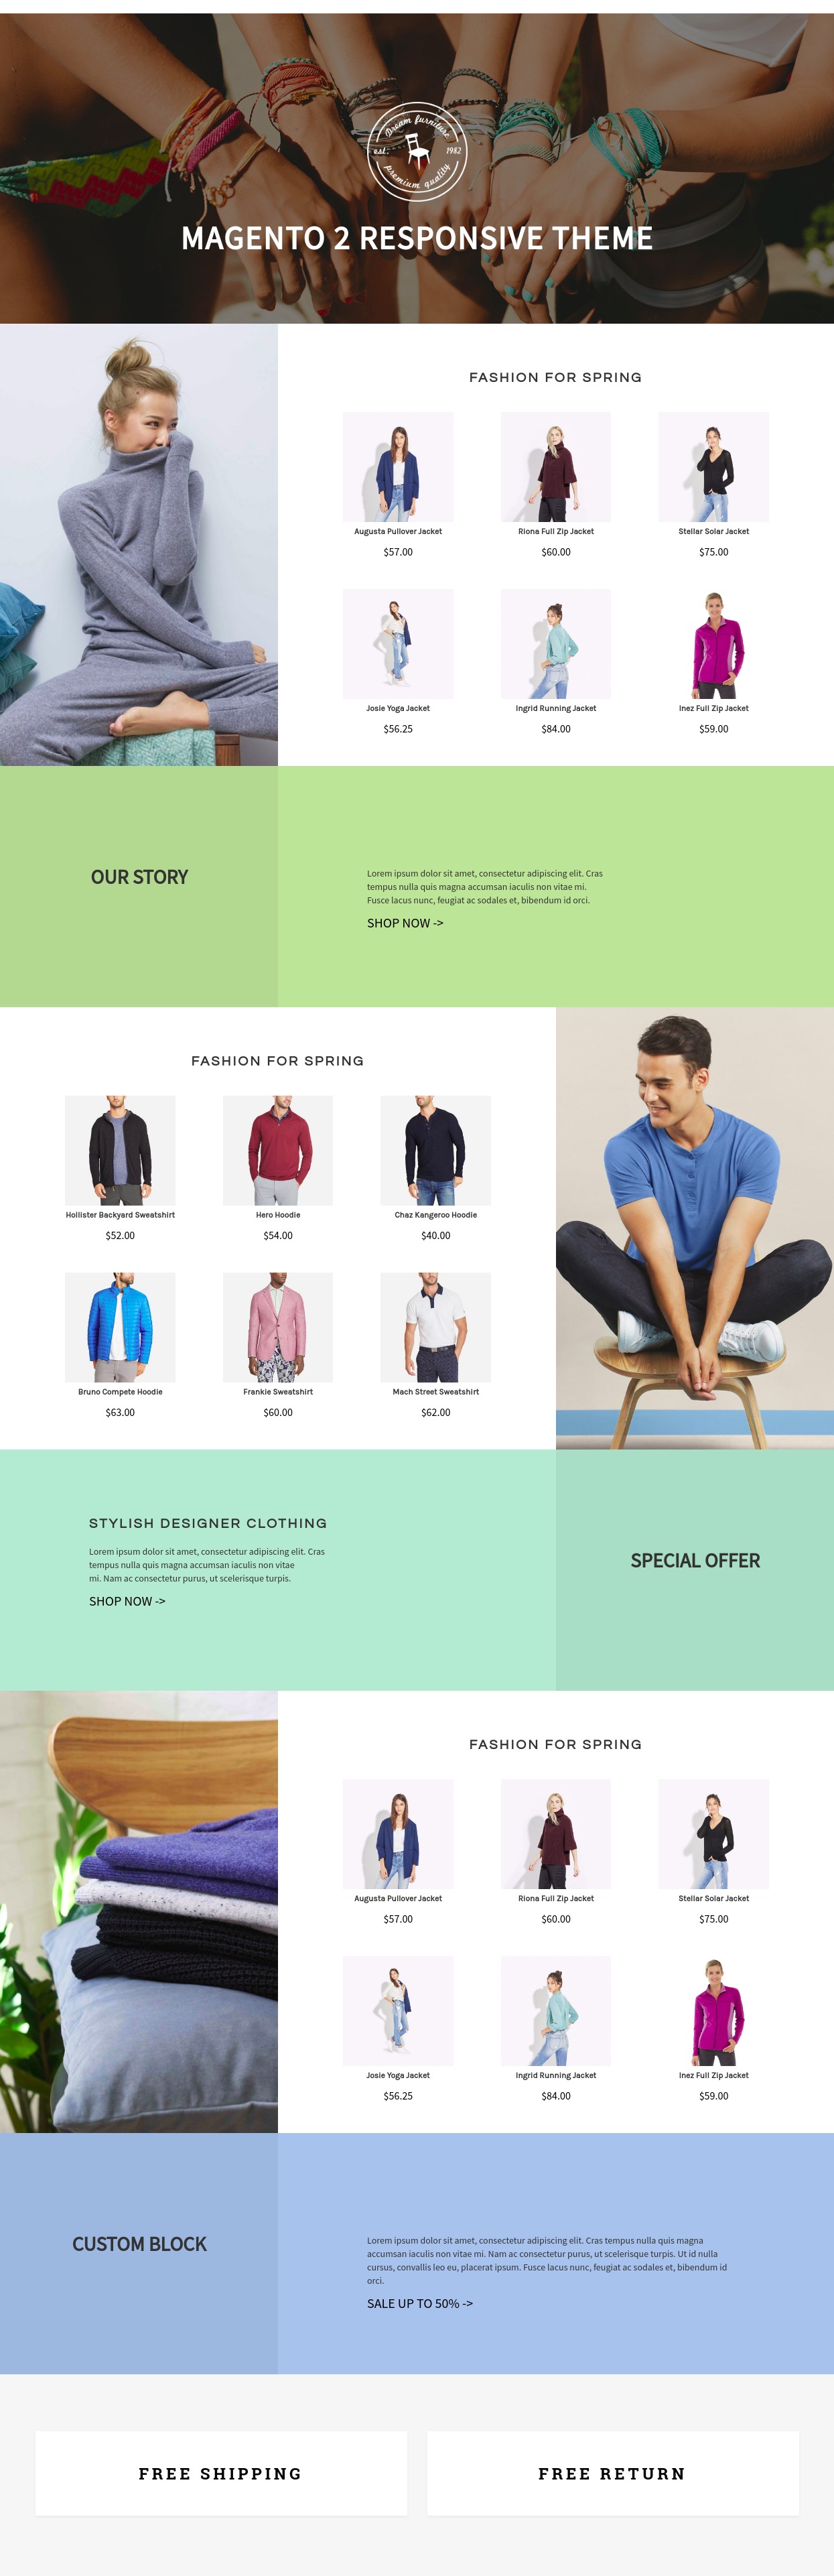 Dream furniture
est. 1982
premium quality
MAGENTO 2 RESPONSIVE THEME
FASHION FOR SPRING
Augusta Pullover Jacket
$57.00
Riona Full Zip Jacket
$60.00
Stellar Solar Jacket
$75.00
Josie Yoga Jacket
$56.25
Ingrid Running Jacket
$84.00
Inez Full Zip Jacket
$59.00
OUR STORY
Lorem ipsum dolor sit amet, consectetur adipiscing elit. Cras
tempus nulla quis magna accumsan iaculis non vitae mi.
Fusce lacus nunc, feugiat ac sodales et, bibendum id orci.
SHOP NOW ->
FASHION FOR SPRING
Hollister Backyard Sweatshirt
$52.00
Hero Hoodie
$54.00
Chaz Kangeroo Hoodie
$40.00
Bruno Compete Hoodie
$63.00
Frankie Sweatshirt
$60.00
Mach Street Sweatshirt
$62.00
STYLISH DESIGNER CLOTHING
Lorem ipsum dolor sit amet, consectetur adipiscing elit. Cras
tempus nulla quis magna accumsan iaculis non vitae
mi. Nam ac consectetur purus, ut scelerisque turpis.
SHOP NOW ->
SPECIAL OFFER
FASHION FOR SPRING
Augusta Pullover Jacket
$57.00
Riona Full Zip Jacket
$60.00
Stellar Solar Jacket
$75.00
Josie Yoga Jacket
$56.25
Ingrid Running Jacket
$84.00
Inez Full Zip Jacket
$59.00
CUSTOM BLOCK
Lorem ipsum dolor sit amet, consectetur adipiscing elit. Cras tempus nulla quis magna
accumsan iaculis non vitae mi. Nam ac consectetur purus, ut scelerisque turpis. Ut id nulla
cursus, convallis leo eu, placerat ipsum. Fusce lacus nunc, feugiat ac sodales et, bibendum id
orci.
SALE UP TO 50% ->
FREE SHIPPING
FREE RETURN